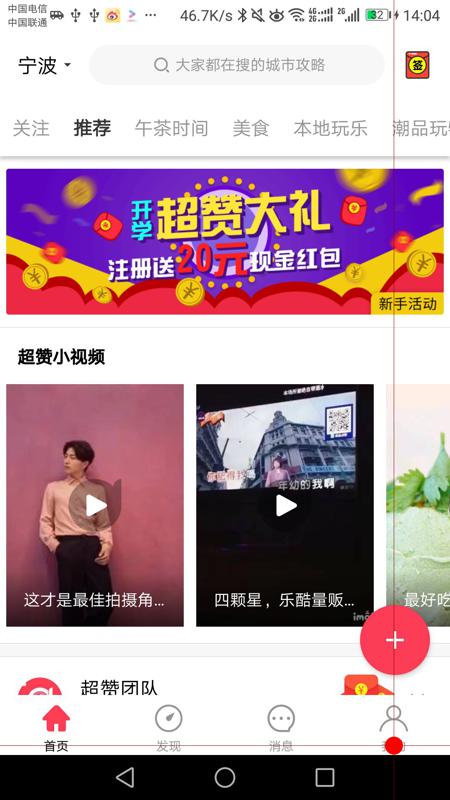 中国电信
中国联通
46.7K/s 4G 2G 2G 32 14:04
宁波
大家都在搜的城市攻略
签
关注 推荐 午茶时间 美食 本地玩乐 潮品玩
开学
超赞大礼
注册送20元现金红包
新手活动
超赞小视频
年幼的我啊
这才是最佳拍摄角...
四颗星，乐酷量贩...
最好吃
超赞团队
首页 发现 消息